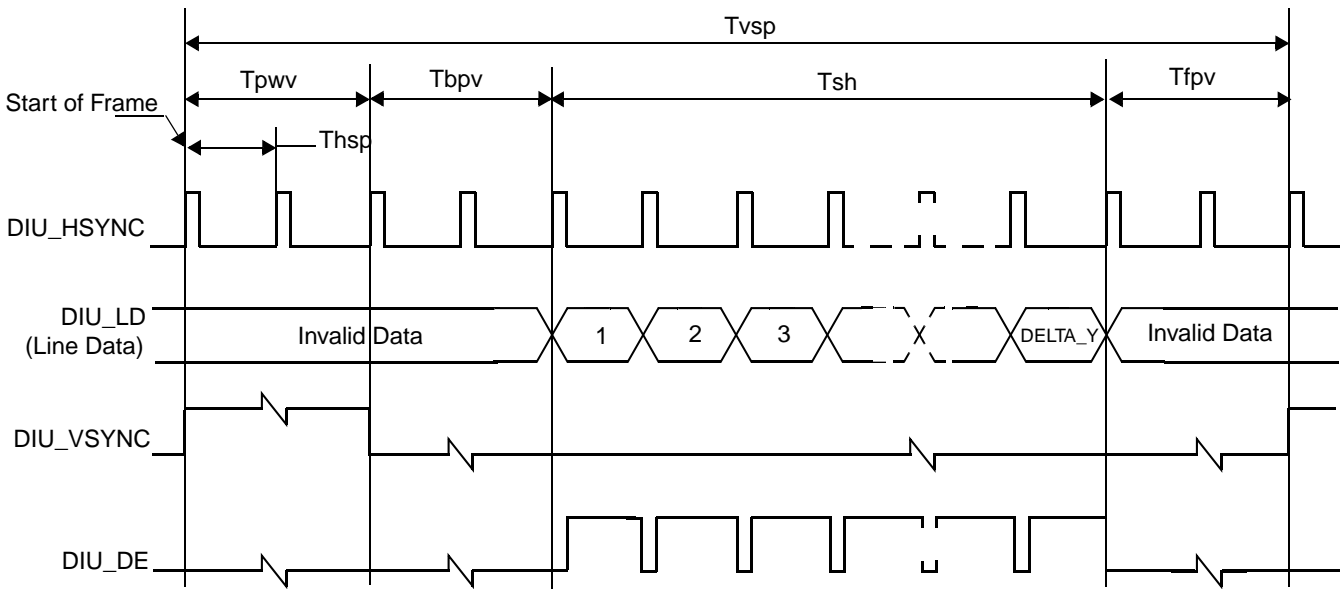 Tvsp
Tpwv
Tbpv
Tsh
Tfpv
Start of Frame
Thsp
DIU_HSYNC
DIU_LD
(Line Data)
Invalid Data
1
2
3
DELTA_Y
Invalid Data
DIU_VSYNC
DIU_DE